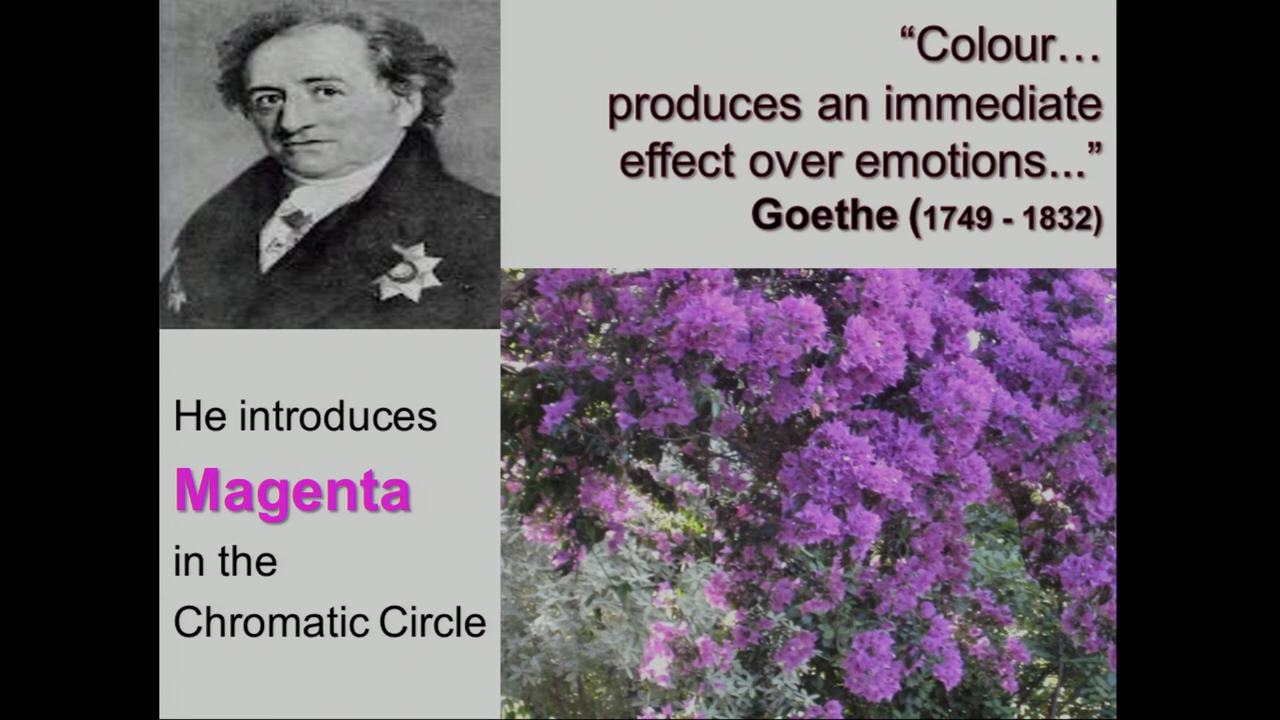 “Colour…
produces an immediate
effect over emotions...”
Goethe (1749 - 1832)
He introduces
Magenta
in the
Chromatic Circle